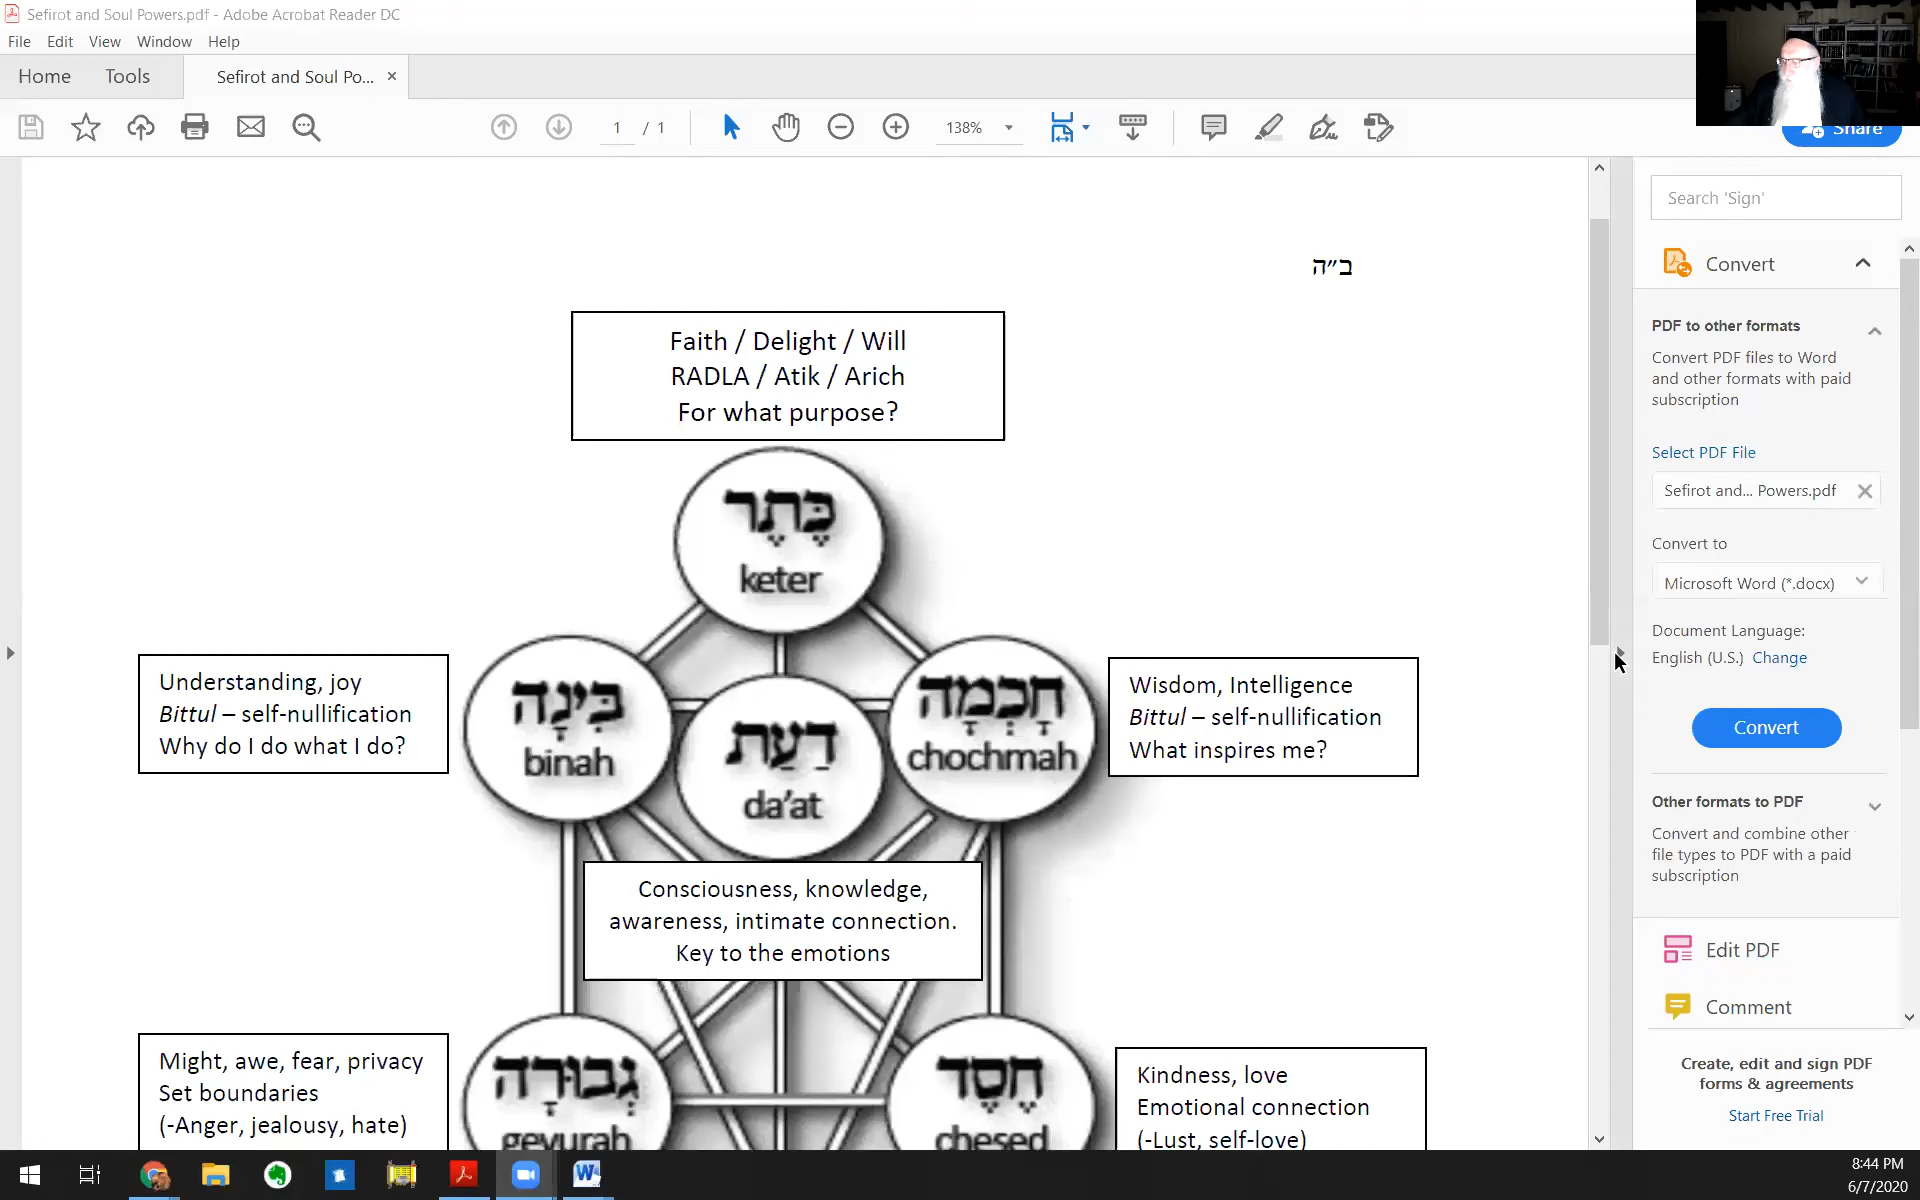 Sefirot and Soul Powers.pdf - Adobe Acrobat Reader DC
File Edit View Window Help
Home Tools Sefirot and Soul Po... ×
1 / 1 138%
Share
ב״ה
Faith / Delight / Will
RADLA / Atik / Arich
For what purpose?
כֶּתֶר
keter
Understanding, joy
Bittul – self-nullification
Why do I do what I do?
בִּינָה
binah
דַעַת
da'at
חָכְמָה
chochmah
Wisdom, Intelligence
Bittul – self-nullification
What inspires me?
Consciousness, knowledge,
awareness, intimate connection.
Key to the emotions
Might, awe, fear, privacy
Set boundaries
(-Anger, jealousy, hate)
גְבוּרָה
gevurah
חֶסֶד
chesed
Kindness, love
Emotional connection
(-Lust, self-love)
Search 'Sign'
Convert
PDF to other formats
Convert PDF files to Word
and other formats with paid
subscription
Select PDF File
Sefirot and... Powers.pdf
Convert to
Microsoft Word (*.docx)
Document Language:
English (U.S.) Change
Convert
Other formats to PDF
Convert and combine other
file types to PDF with a paid
subscription
Edit PDF
Comment
Create, edit and sign PDF
forms & agreements
Start Free Trial
8:44 PM
6/7/2020